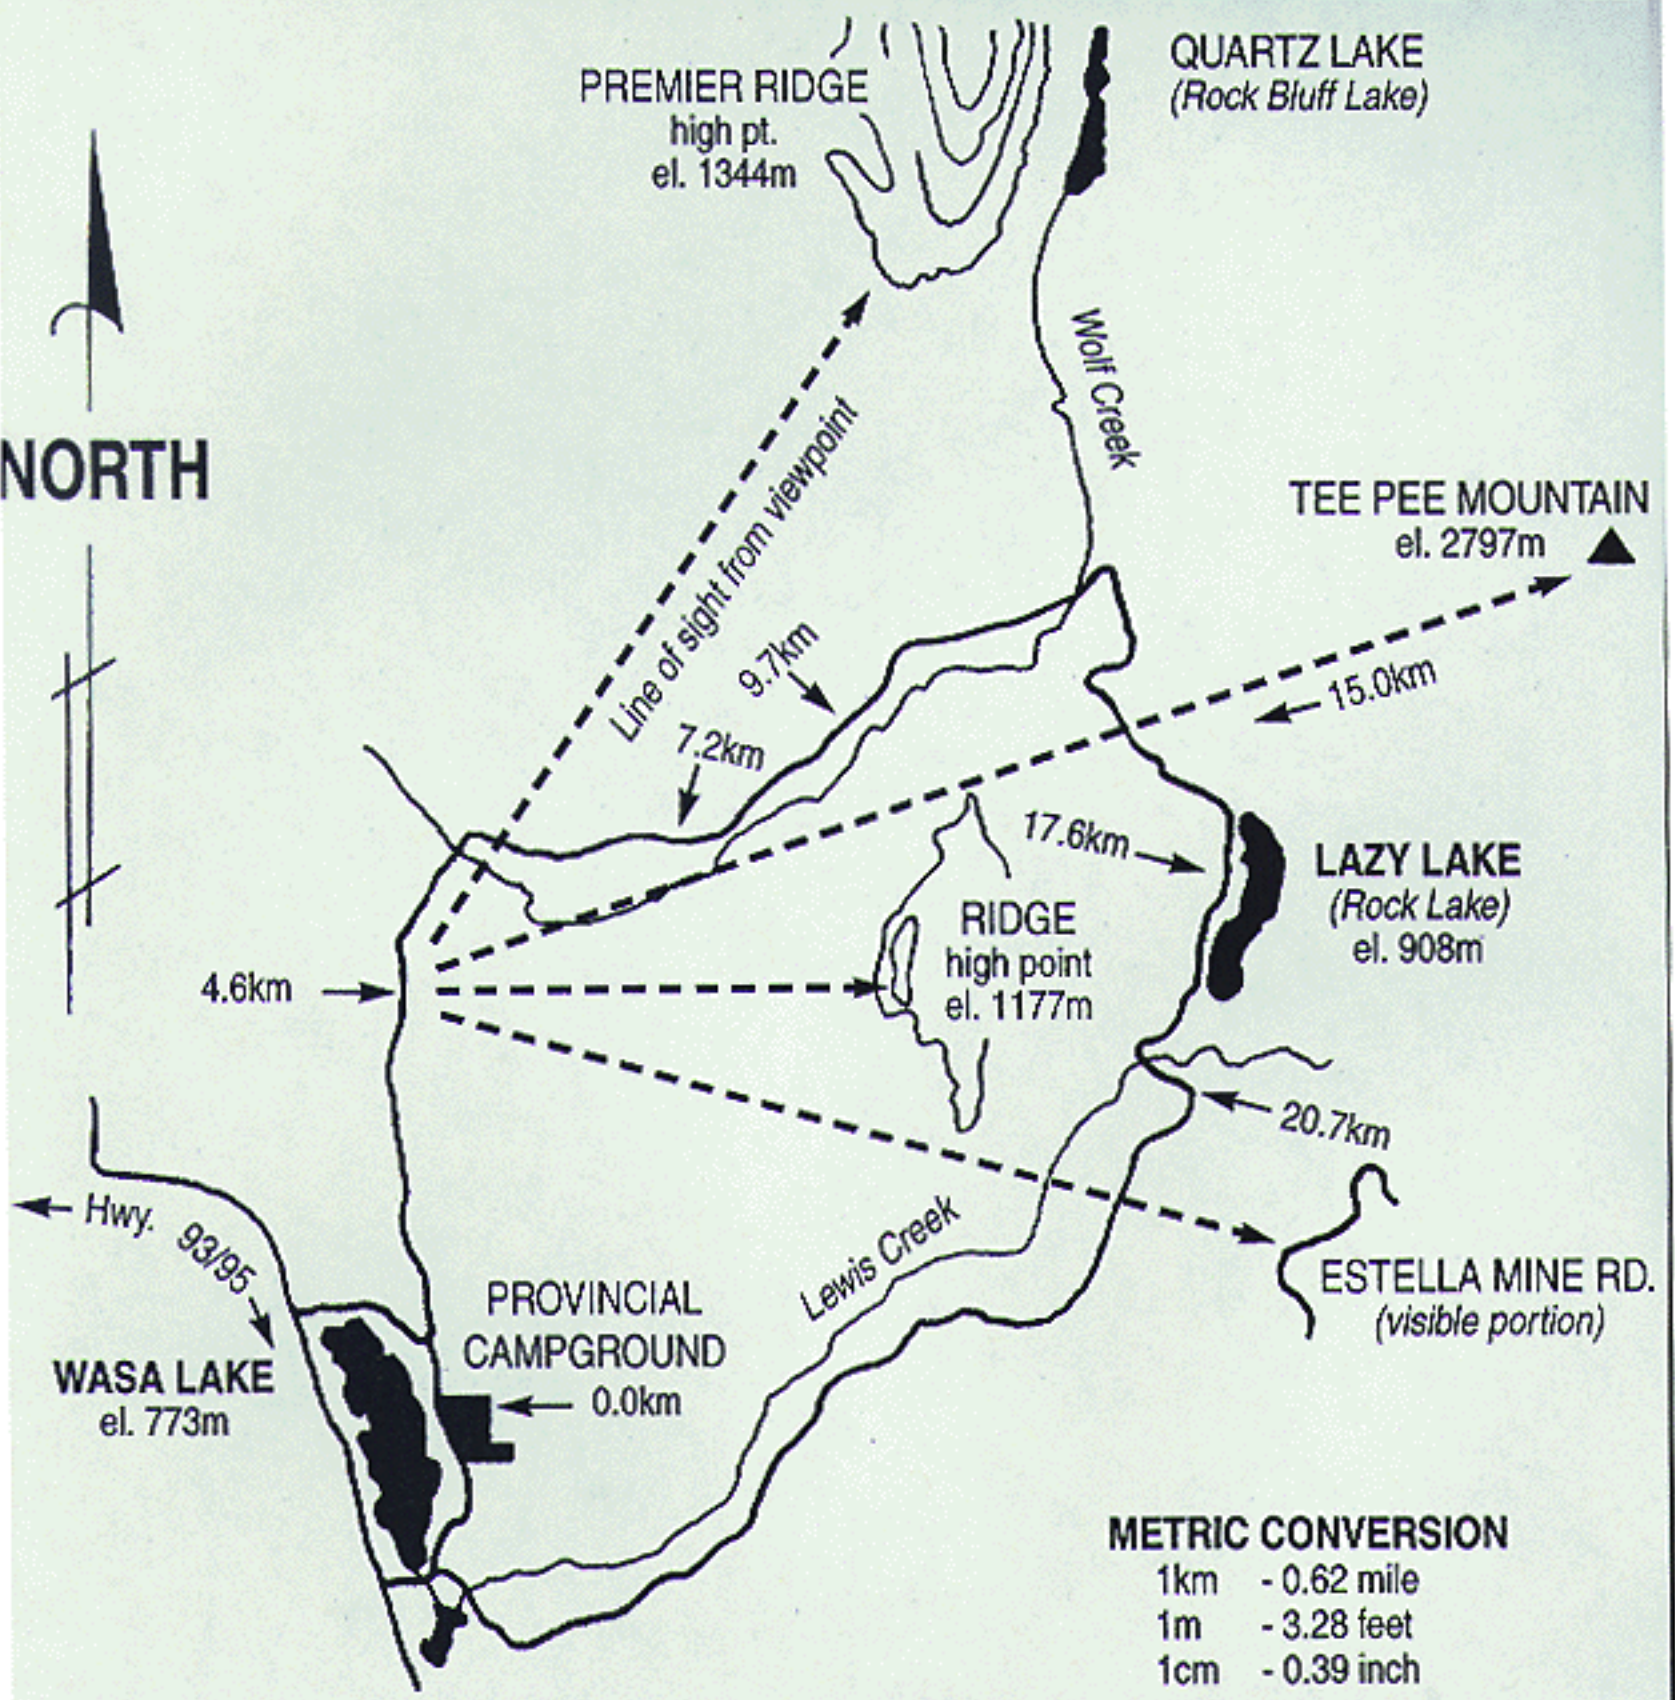 QUARTZ LAKE
(Rock Bluff Lake)
PREMIER RIDGE
high pt.
el. 1344m
Wolf Creek
NORTH
Line of sight from viewpoint
TEE PEE MOUNTAIN
el. 2797m
9.7km
15.0km
7.2km
17.6km
LAZY LAKE
(Rock Lake)
el. 908m
RIDGE
high point
el. 1177m
4.6km
20.7km
Hwy. 93/95
Lewis Creek
ESTELLA MINE RD.
(visible portion)
PROVINCIAL
CAMPGROUND
0.0km
WASA LAKE
el. 773m
METRIC CONVERSION
1km - 0.62 mile
1m - 3.28 feet
1cm - 0.39 inch